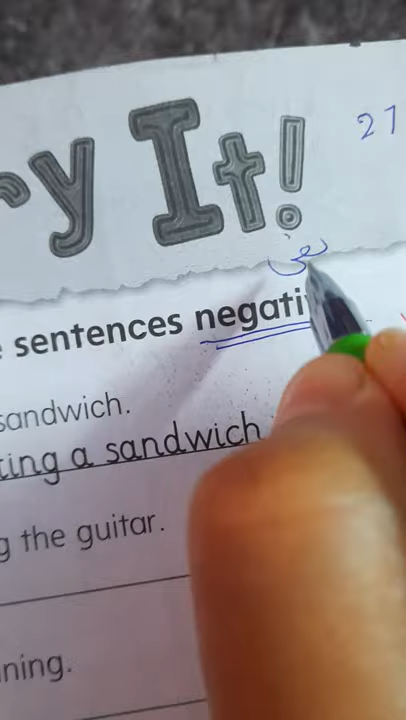 ry It!
27
sentences negati
sandwich.
ting a sandwich
g the guitar.
ning.